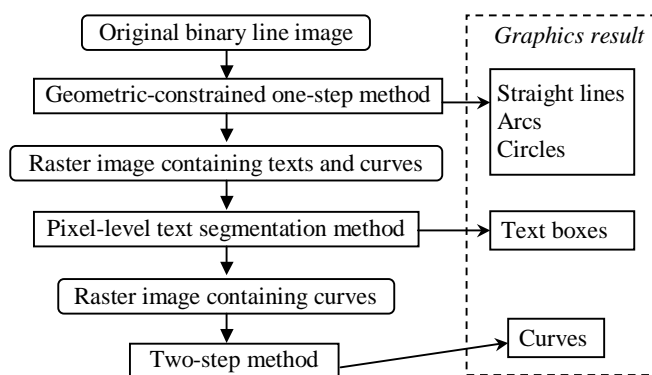 Original binary line image
Geometric-constrained one-step method
Raster image containing texts and curves
Pixel-level text segmentation method
Raster image containing curves
Two-step method
Graphics result
Straight lines
Arcs
Circles
Text boxes
Curves